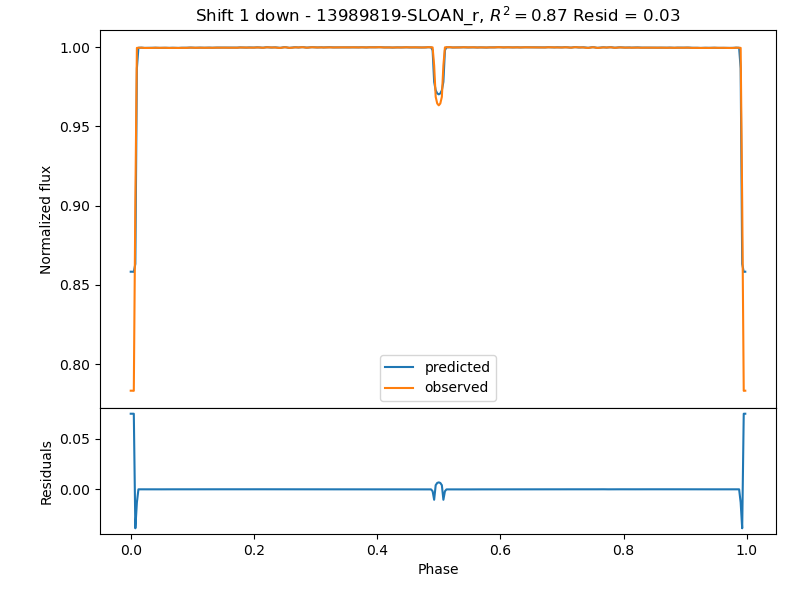 Shift 1 down - 13989819-SLOAN_r, R² = 0.87 Resid = 0.03
1.00
0.95
0.90
0.85
0.80
Normalized flux
predicted
observed
0.05
0.00
Residuals
0.0 0.2 0.4 0.6 0.8 1.0
Phase